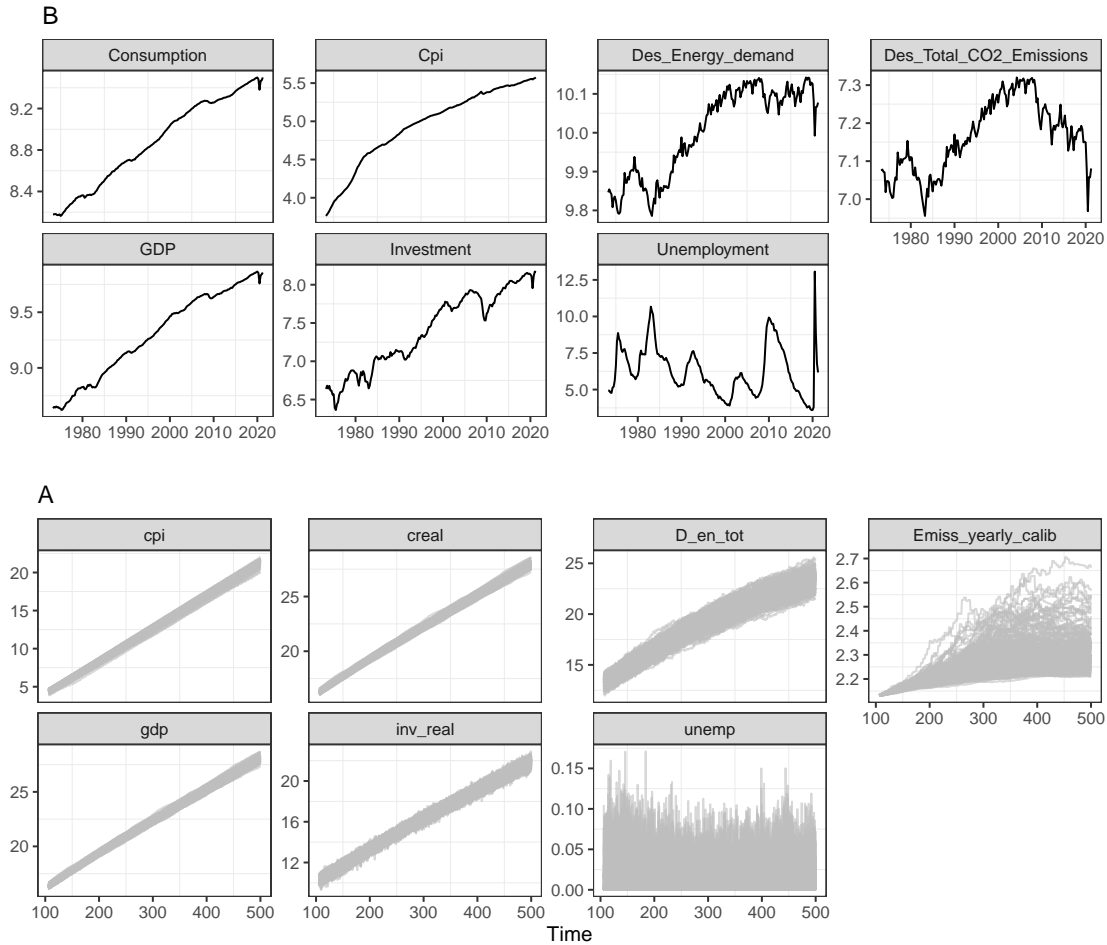 B
Consumption
Cpi
Des_Energy_demand
Des_Total_CO2_Emissions
9.2
8.8
8.4
5.5
5.0
4.5
4.0
10.1
10.0
9.9
9.8
7.3
7.2
7.1
7.0
1980 1990 2000 2010 2020
GDP
Investment
Unemployment
9.5
9.0
8.0
7.5
7.0
6.5
12.5
10.0
7.5
5.0
1980 1990 2000 2010 2020
1980 1990 2000 2010 2020
1980 1990 2000 2010 2020
A
cpi
creal
D_en_tot
Emiss_yearly_calib
20
15
10
5
25
20
25
20
15
2.7
2.6
2.5
2.4
2.3
2.2
100 200 300 400 500
gdp
inv_real
unemp
25
20
20
16
12
0.15
0.10
0.05
0.00
100 200 300 400 500
100 200 300 400 500
100 200 300 400 500
Time